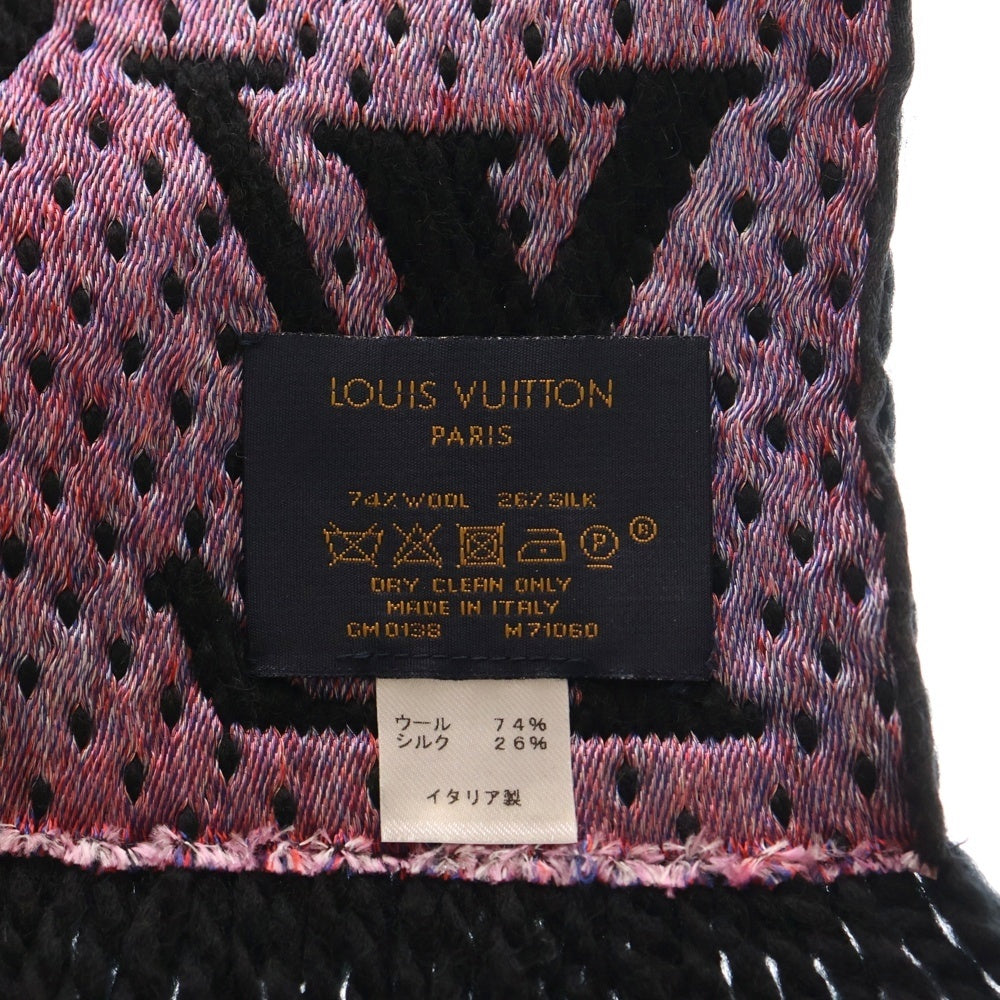 LOUIS VUITTON
PARIS
74% WOOL 26% SILK
P R
DRY CLEAN ONLY
MADE IN ITALY
GM0138 M71060
ウール 74%
シルク 26%
イタリア製